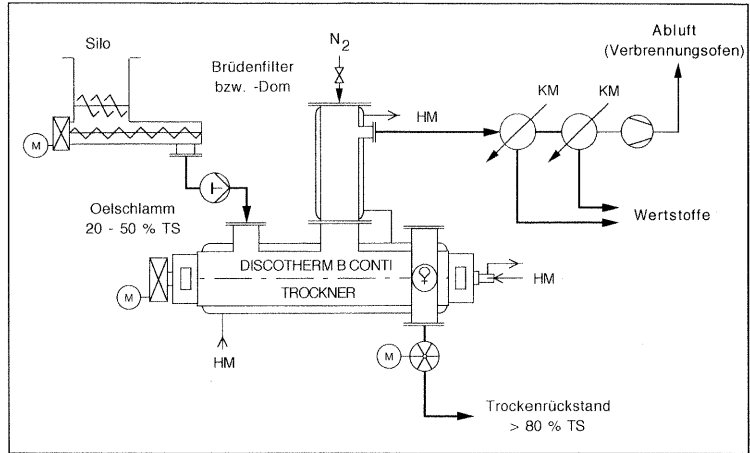 Silo
N2
Abluft
(Verbrennungsofen)
Brüdenfilter
bzw. -Dom
KM
KM
HM
M
Oelschlamm
20 - 50 % TS
Wertstoffe
DISCOTHERM B CONTI
TROCKNER
M
HM
HM
M
Trockenrückstand
> 80 % TS